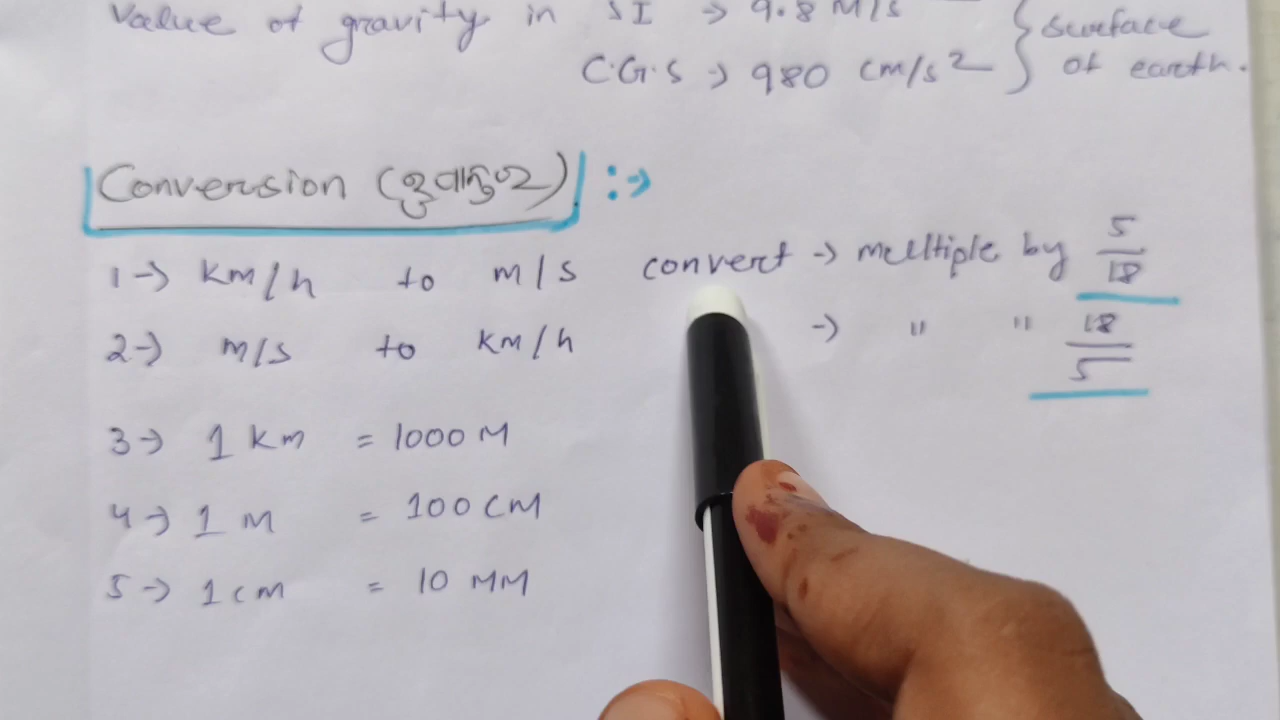 Value of gravity in SI → 9.8 M/s
C.G.S → 980 cm/s² } surface of earth.
Conversion (ରୂପାନ୍ତର) :→
1→ km/h to m/s convert → multiple by 5/18
2→ m/s to km/h → " " 18/5
3→ 1 km = 1000 M
4→ 1 M = 100 CM
5→ 1 cm = 10 MM